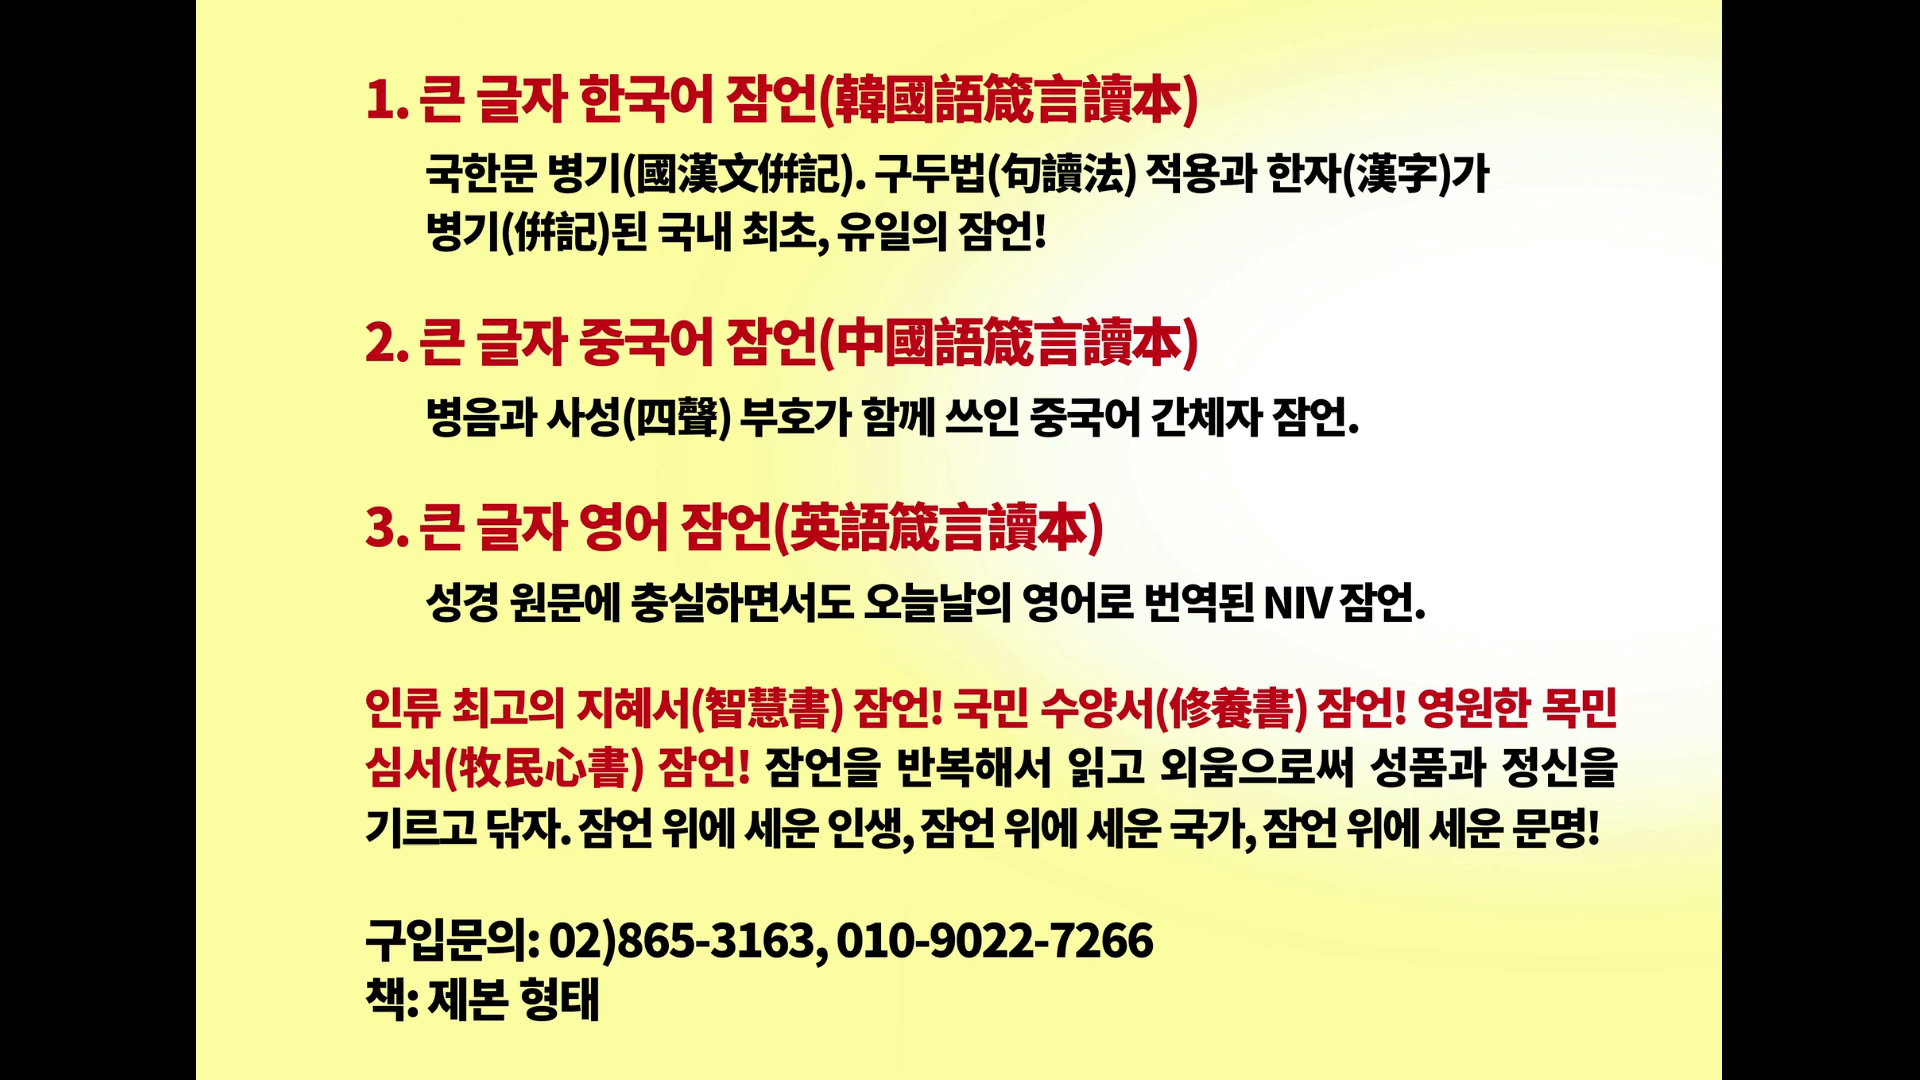 1. 큰 글자 한국어 잠언(韓國語箴言讀本)
국한문 병기(國漢文倂記). 구두법(句讀法) 적용과 한자(漢字)가
병기(倂記)된 국내 최초, 유일의 잠언!
2. 큰 글자 중국어 잠언(中國語箴言讀本)
병음과 사성(四聲) 부호가 함께 쓰인 중국어 간체자 잠언.
3. 큰 글자 영어 잠언(英語箴言讀本)
성경 원문에 충실하면서도 오늘날의 영어로 번역된 NIV 잠언.
인류 최고의 지혜서(智慧書) 잠언! 국민 수양서(修養書) 잠언! 영원한 목민
심서(牧民心書) 잠언! 잠언을 반복해서 읽고 외움으로써 성품과 정신을
기르고 닦자. 잠언 위에 세운 인생, 잠언 위에 세운 국가, 잠언 위에 세운 문명!
구입문의: 02)865-3163, 010-9022-7266
책: 제본 형태